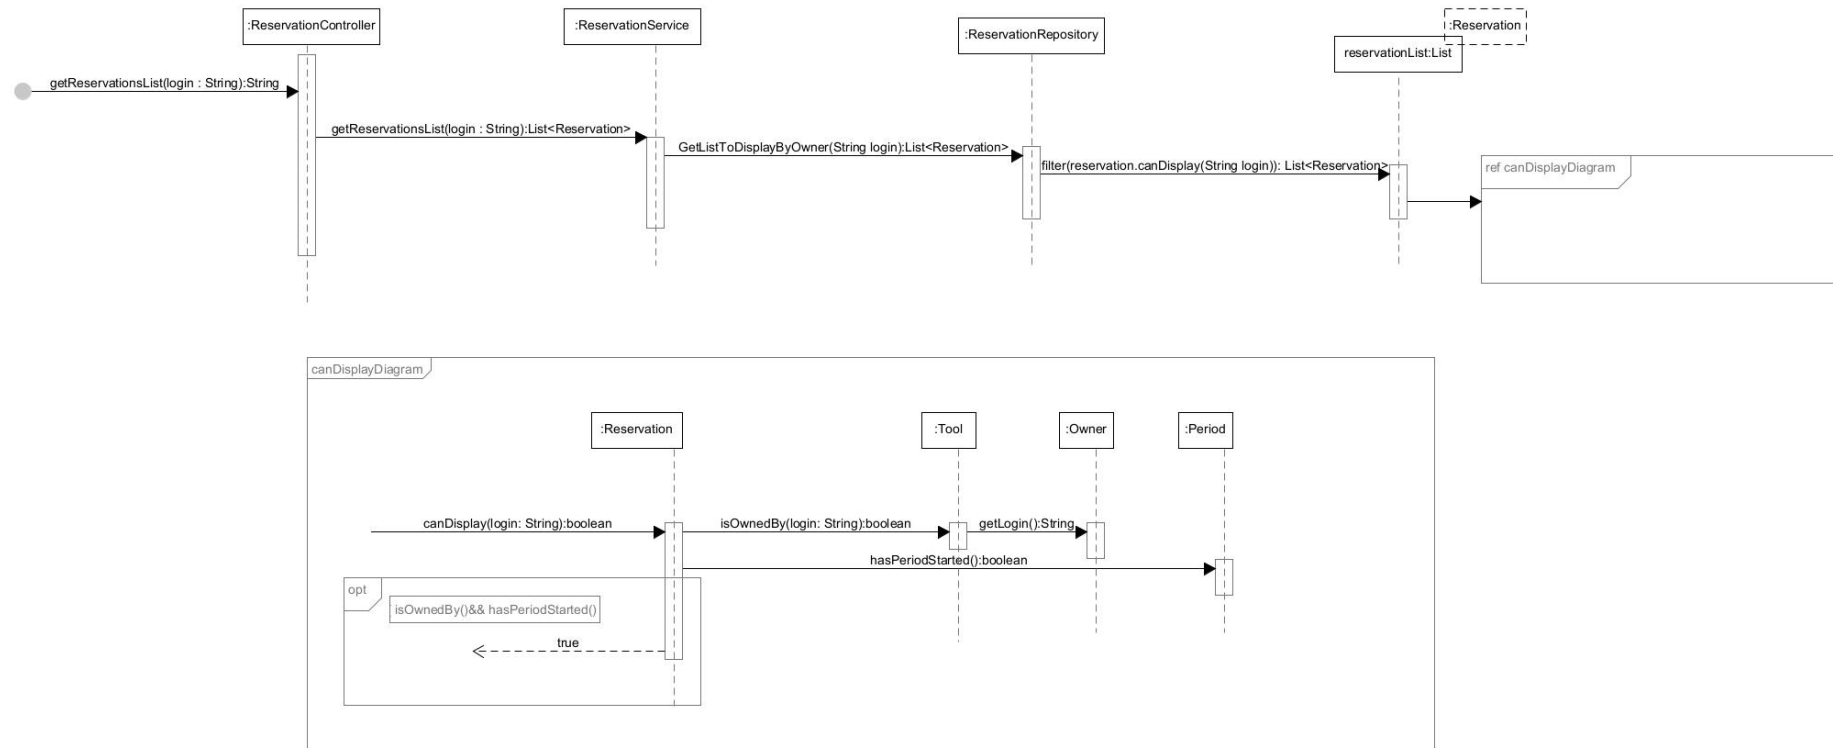 :ReservationController
:ReservationService
:ReservationRepository
:Reservation
reservationList:List
getReservationsList(login : String):String
getReservationsList(login : String):List<Reservation>
GetListToDisplayByOwner(String login):List<Reservation>
filter(reservation.canDisplay(String login)): List<Reservation>
ref canDisplayDiagram
canDisplayDiagram
:Reservation
:Tool
:Owner
:Period
canDisplay(login: String):boolean
isOwnedBy(login: String):boolean
getLogin():String
hasPeriodStarted():boolean
opt
isOwnedBy()&& hasPeriodStarted()
true